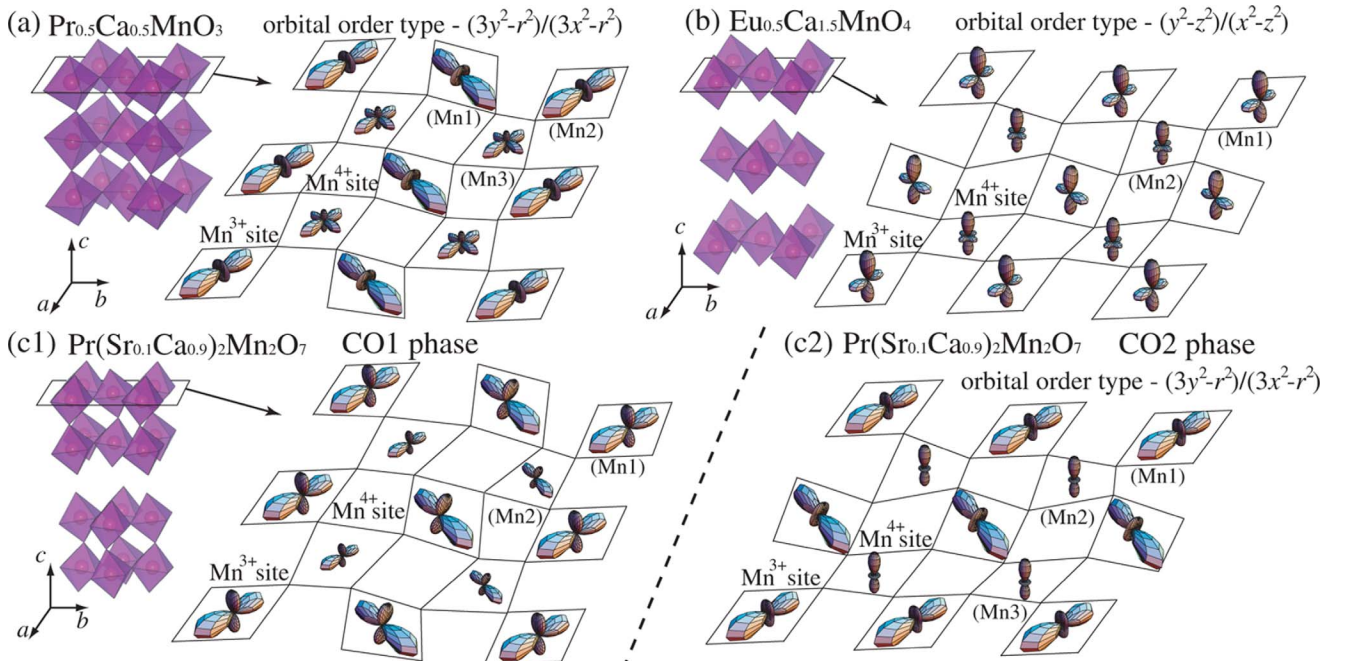 (a) Pr0.5Ca0.5MnO3 orbital order type - (3y²-r²)/(3x²-r²)
(Mn1)
(Mn2)
Mn⁴⁺ site
(Mn3)
Mn³⁺ site
c
b
a
(b) Eu0.5Ca1.5MnO4 orbital order type - (y²-z²)/(x²-z²)
(Mn1)
Mn⁴⁺ site
(Mn2)
Mn³⁺ site
c
b
a
(c1) Pr(Sr0.1Ca0.9)2Mn2O7 CO1 phase
(Mn1)
Mn⁴⁺ site
(Mn2)
Mn³⁺ site
c
b
a
(c2) Pr(Sr0.1Ca0.9)2Mn2O7 CO2 phase
orbital order type - (3y²-r²)/(3x²-r²)
(Mn1)
(Mn2)
Mn⁴⁺ site
Mn³⁺ site
(Mn3)